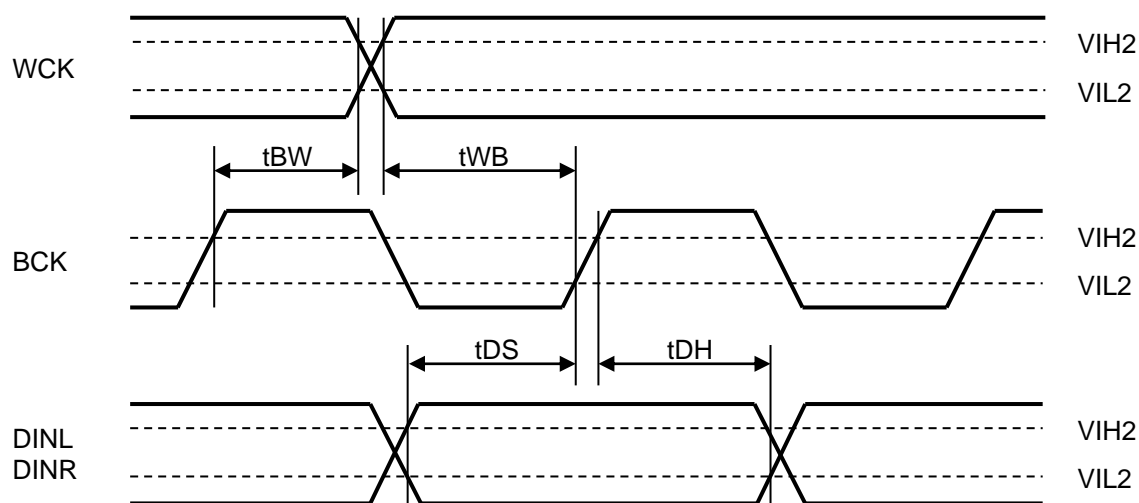 WCK
VIH2
VIL2
tBW
tWB
BCK
VIH2
VIL2
tDS
tDH
DINL
DINR
VIH2
VIL2